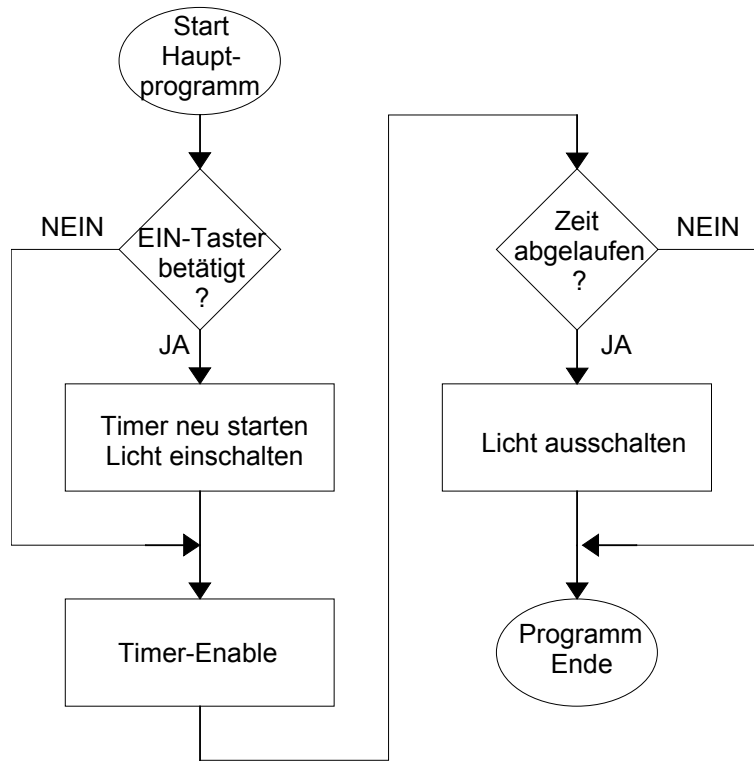 Start
Haupt-
programm
NEIN
EIN-Taster
betätigt
?
JA
Timer neu starten
Licht einschalten
Timer-Enable
Zeit
abgelaufen
?
NEIN
JA
Licht ausschalten
Programm
Ende